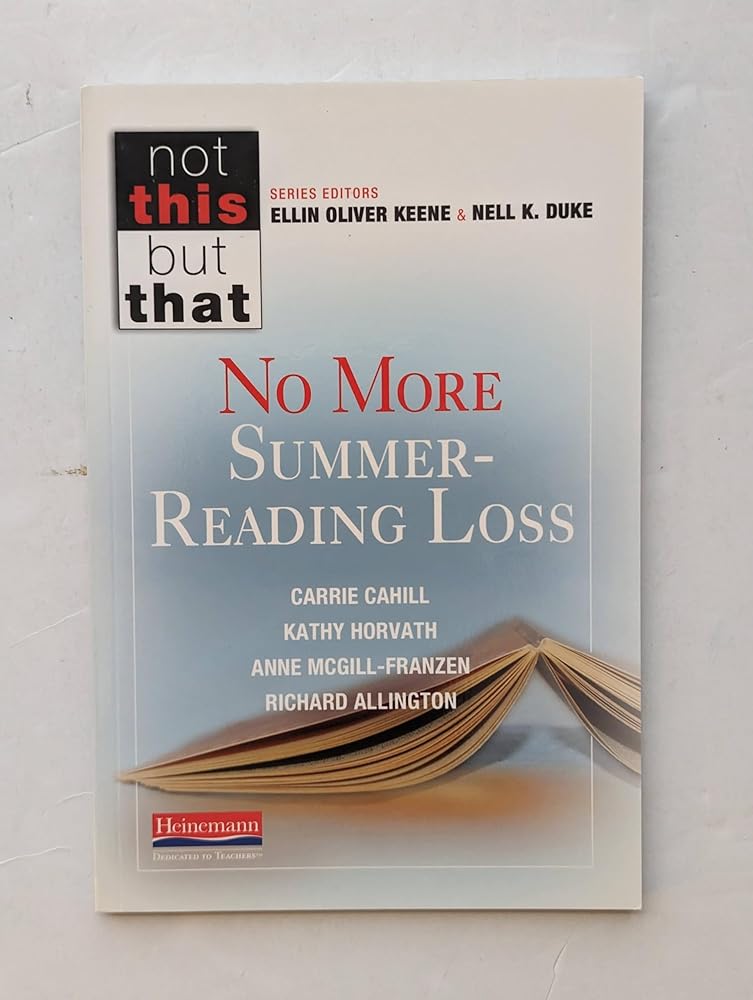 not
this
but
that
SERIES EDITORS
ELLIN OLIVER KEENE & NELL K. DUKE
NO MORE
SUMMER-
READING LOSS
CARRIE CAHILL
KATHY HORVATH
ANNE MCGILL-FRANZEN
RICHARD ALLINGTON
Heinemann
DEDICATED TO TEACHERS™